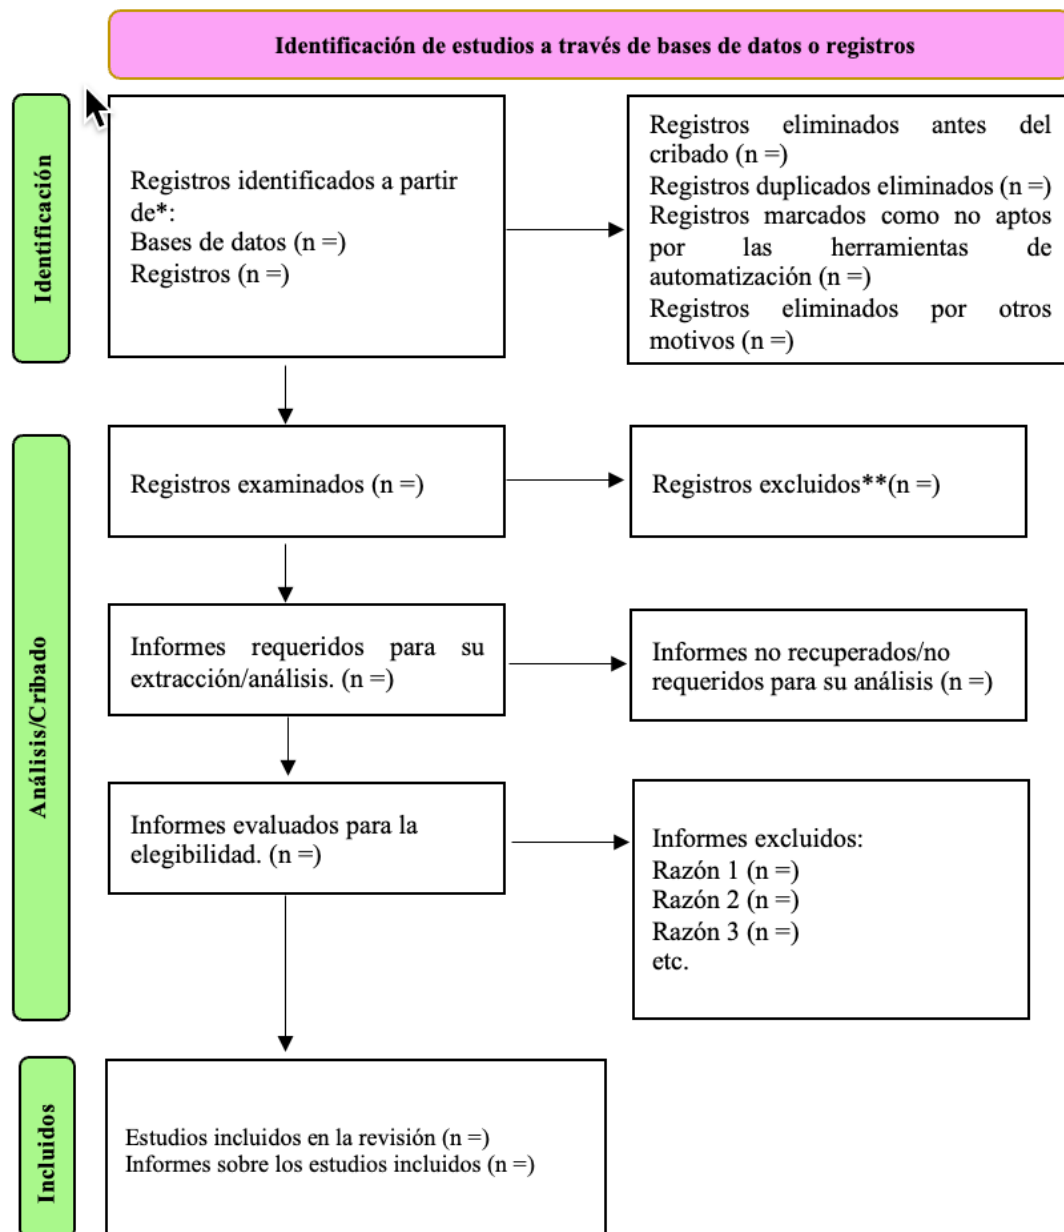 Identificación de estudios a través de bases de datos o registros
Identificación
Registros identificados a partir
de*:
Bases de datos (n =)
Registros (n =)
Registros eliminados antes del
cribado (n =)
Registros duplicados eliminados (n =)
Registros marcados como no aptos
por las herramientas de
automatización (n =)
Registros eliminados por otros
motivos (n =)
Análisis/Cribado
Registros examinados (n =)
Registros excluidos**(n =)
Informes requeridos para su
extracción/análisis. (n =)
Informes no recuperados/no
requeridos para su análisis (n =)
Informes evaluados para la
elegibilidad. (n =)
Informes excluidos:
Razón 1 (n =)
Razón 2 (n =)
Razón 3 (n =)
etc.
Incluidos
Estudios incluidos en la revisión (n =)
Informes sobre los estudios incluidos (n =)